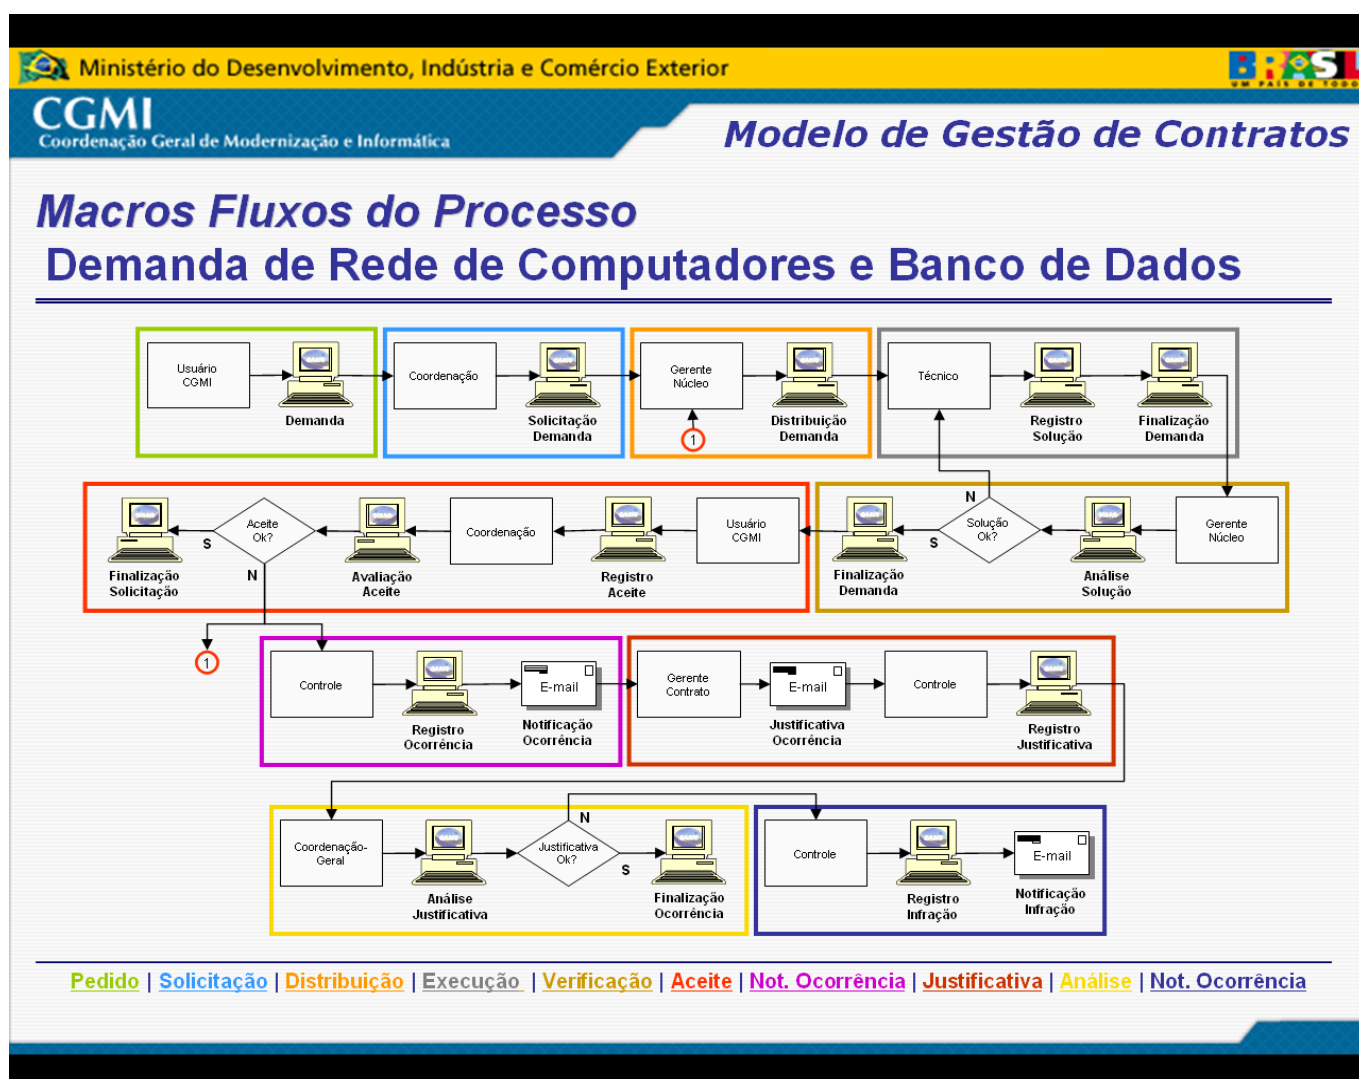 Ministério do Desenvolvimento, Indústria e Comércio Exterior
BRASIL
UM PAÍS DE TODOS
CGMI
Coordenação Geral de Modernização e Informática
Modelo de Gestão de Contratos
Macros Fluxos do Processo
Demanda de Rede de Computadores e Banco de Dados
Usuário
CGMI
Demanda
Coordenação
Solicitação
Demanda
Gerente
Núcleo
1
Distribuição
Demanda
Técnico
Registro
Solução
Finalização
Demanda
Finalização
Solicitação
S
Aceite
Ok?
N
Avaliação
Aceite
Coordenação
Registro
Aceite
Usuário
CGMI
Finalização
Demanda
S
N
Solução
Ok?
Análise
Solução
Gerente
Núcleo
1
Controle
Registro
Ocorrência
E-mail
Notificação
Ocorrência
Gerente
Contrato
E-mail
Justificativa
Ocorrência
Controle
Registro
Justificativa
Coordenação-
Geral
Análise
Justificativa
N
Justificativa
Ok?
S
Finalização
Ocorrência
Controle
Registro
Infração
E-mail
Notificação
Infração
Pedido | Solicitação | Distribuição | Execução | Verificação | Aceite | Not. Ocorrência | Justificativa | Análise | Not. Ocorrência